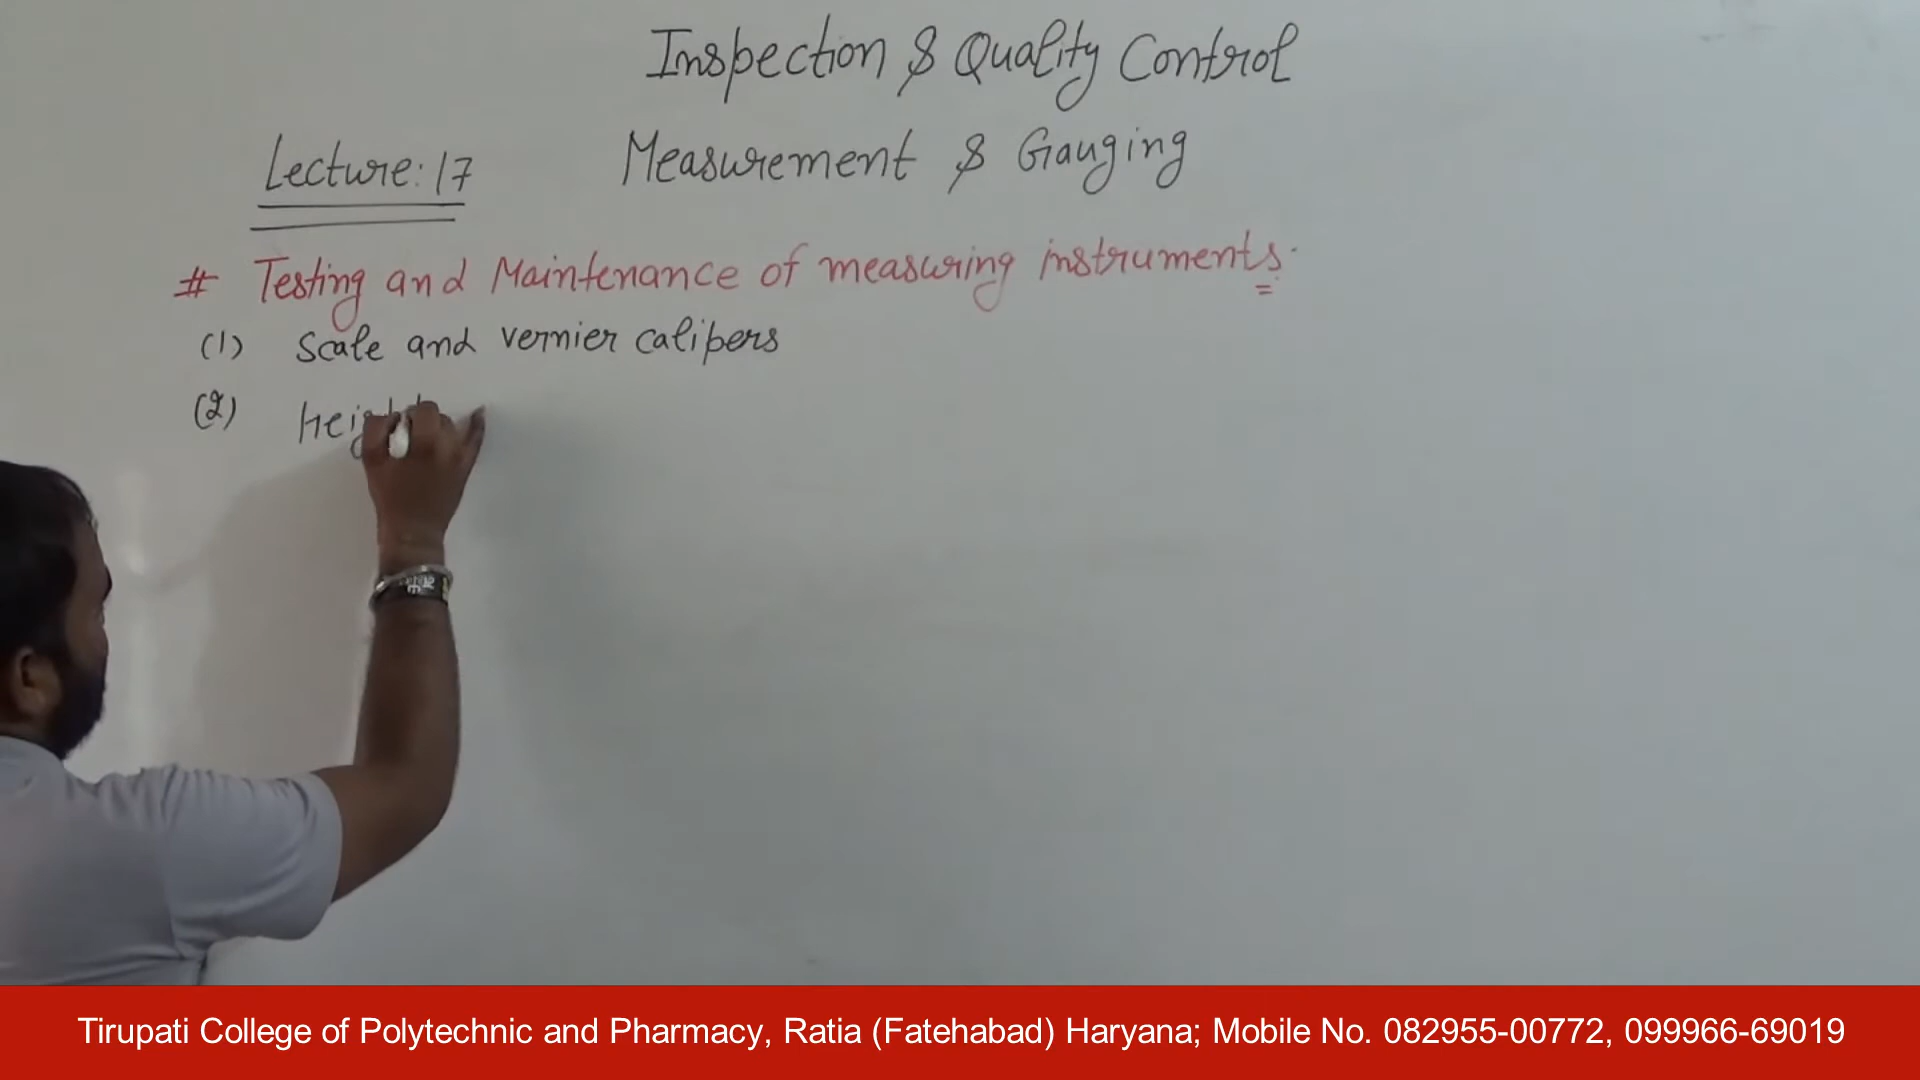 Inspection & Quality Control
Lecture: 17
Measurement & Gauging
# Testing and Maintenance of measuring instruments.
(1) Scale and vernier calibers
(2)
Tirupati College of Polytechnic and Pharmacy, Ratia (Fatehabad) Haryana; Mobile No. 082955-00772, 099966-69019